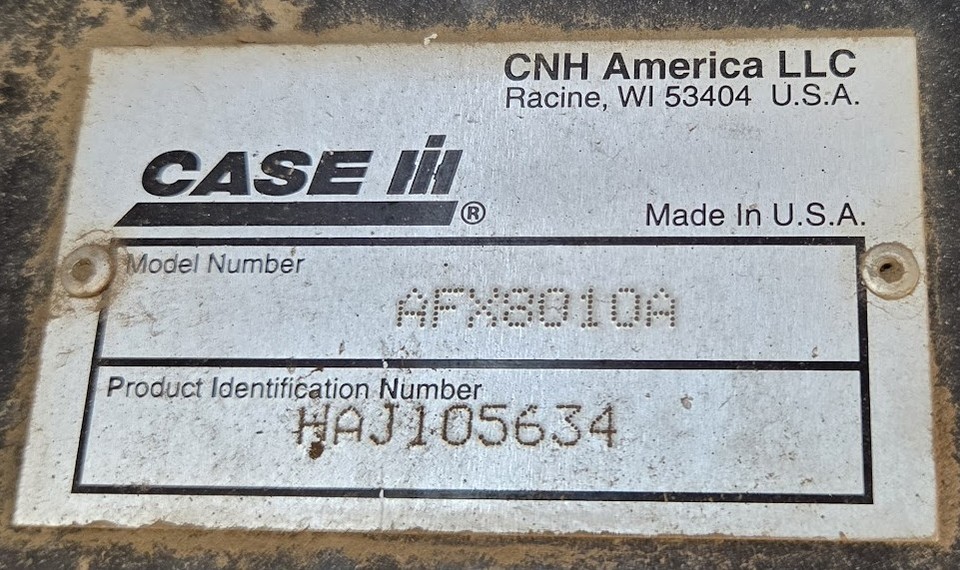 CNH America LLC
Racine, WI 53404 U.S.A.
CASE IH ®
Made In U.S.A.
Model Number
AFX8010A
Product Identification Number
HAJ105634